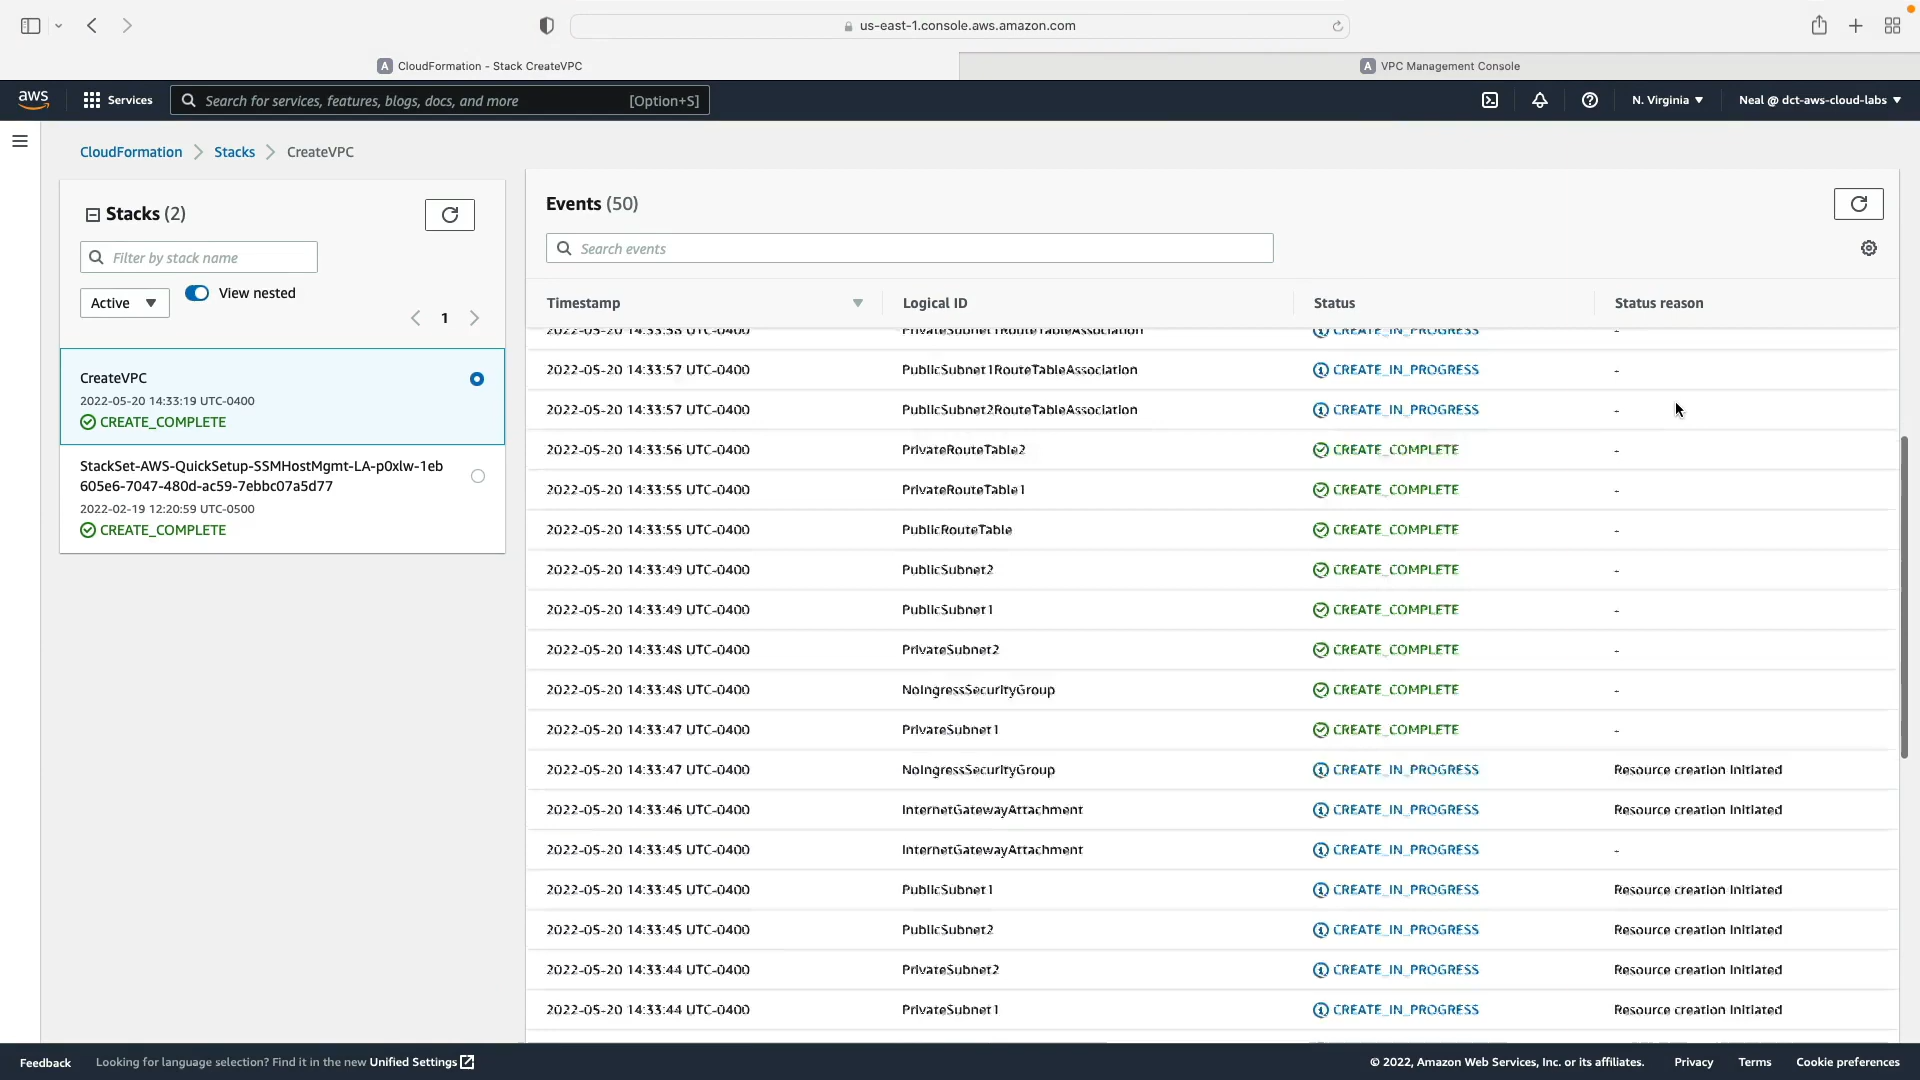 us-east-1.console.aws.amazon.com
A CloudFormation - Stack CreateVPC
A VPC Management Console
aws
Services
Search for services, features, blogs, docs, and more [Option+S]
N. Virginia
Neal @ dct-aws-cloud-labs
CloudFormation > Stacks > CreateVPC
Stacks (2)
Filter by stack name
Active
View nested
1
CreateVPC
2022-05-20 14:33:19 UTC-0400
CREATE_COMPLETE
StackSet-AWS-QuickSetup-SSMHostMgmt-LA-p0xlw-1eb
605e6-7047-480d-ac59-7ebbc07a5d77
2022-02-19 12:20:59 UTC-0500
CREATE_COMPLETE
Events (50)
Search events
Timestamp Logical ID Status Status reason
2022-05-20 14:33:58 UTC-0400 PrivateSubnet1RouteTableAssociation CREATE_IN_PROGRESS -
2022-05-20 14:33:57 UTC-0400 PublicSubnet1RouteTableAssociation CREATE_IN_PROGRESS -
2022-05-20 14:33:57 UTC-0400 PublicSubnet2RouteTableAssociation CREATE_IN_PROGRESS -
2022-05-20 14:33:56 UTC-0400 PrivateRouteTable2 CREATE_COMPLETE -
2022-05-20 14:33:55 UTC-0400 PrivateRouteTable1 CREATE_COMPLETE -
2022-05-20 14:33:55 UTC-0400 PublicRouteTable CREATE_COMPLETE -
2022-05-20 14:33:49 UTC-0400 PublicSubnet2 CREATE_COMPLETE -
2022-05-20 14:33:49 UTC-0400 PublicSubnet1 CREATE_COMPLETE -
2022-05-20 14:33:48 UTC-0400 PrivateSubnet2 CREATE_COMPLETE -
2022-05-20 14:33:48 UTC-0400 NoIngressSecurityGroup CREATE_COMPLETE -
2022-05-20 14:33:47 UTC-0400 PrivateSubnet1 CREATE_COMPLETE -
2022-05-20 14:33:47 UTC-0400 NoIngressSecurityGroup CREATE_IN_PROGRESS Resource creation Initiated
2022-05-20 14:33:46 UTC-0400 InternetGatewayAttachment CREATE_IN_PROGRESS Resource creation Initiated
2022-05-20 14:33:45 UTC-0400 InternetGatewayAttachment CREATE_IN_PROGRESS -
2022-05-20 14:33:45 UTC-0400 PublicSubnet1 CREATE_IN_PROGRESS Resource creation Initiated
2022-05-20 14:33:45 UTC-0400 PublicSubnet2 CREATE_IN_PROGRESS Resource creation Initiated
2022-05-20 14:33:44 UTC-0400 PrivateSubnet2 CREATE_IN_PROGRESS Resource creation Initiated
2022-05-20 14:33:44 UTC-0400 PrivateSubnet1 CREATE_IN_PROGRESS Resource creation Initiated
Feedback
Looking for language selection? Find it in the new Unified Settings
© 2022, Amazon Web Services, Inc. or its affiliates. Privacy Terms Cookie preferences